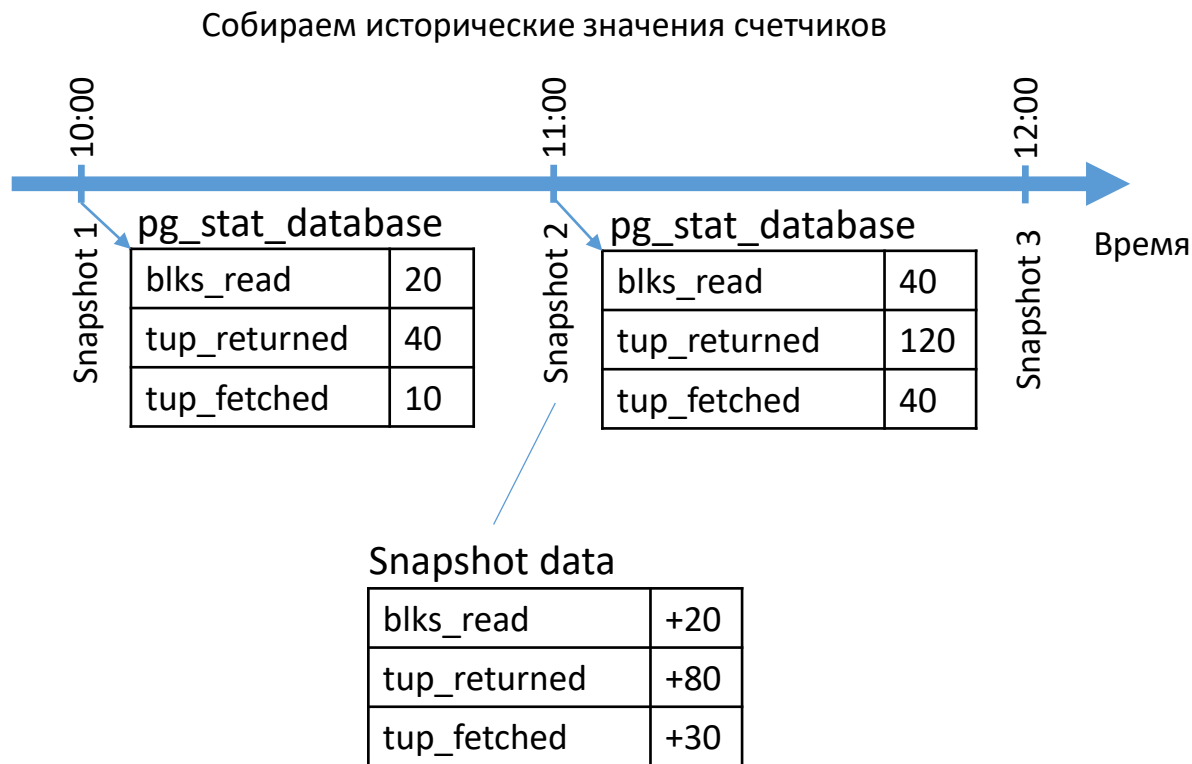 Собираем исторические значения счетчиков
10:00
11:00
12:00
Snapshot 1
pg_stat_database
blks_read 20
tup_returned 40
tup_fetched 10
Snapshot 2
pg_stat_database
blks_read 40
tup_returned 120
tup_fetched 40
Snapshot 3
Время
Snapshot data
blks_read +20
tup_returned +80
tup_fetched +30